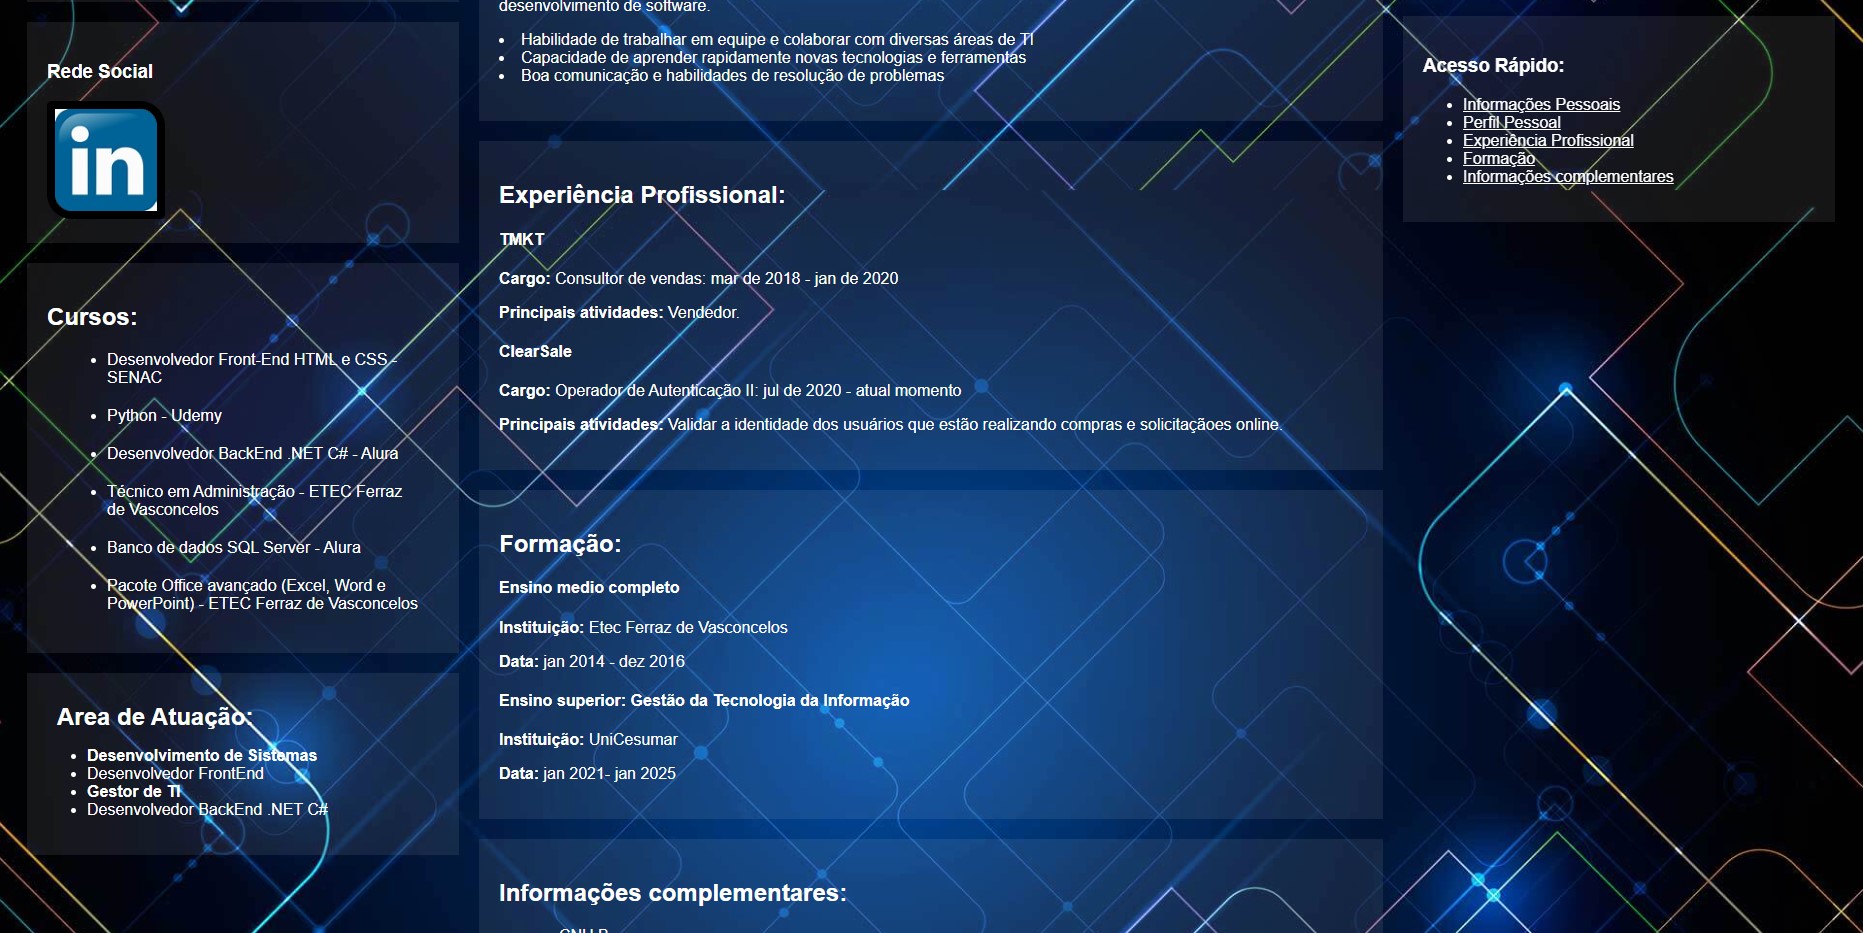 Rede Social
in
Cursos:
Desenvolvedor Front-End HTML e CSS -
SENAC
Python - Udemy
Desenvolvedor BackEnd .NET C# - Alura
Técnico em Administração - ETEC Ferraz
de Vasconcelos
Banco de dados SQL Server - Alura
Pacote Office avançado (Excel, Word e
PowerPoint) - ETEC Ferraz de Vasconcelos
Area de Atuação:
Desenvolvimento de Sistemas
Desenvolvedor FrontEnd
Gestor de TI
Desenvolvedor BackEnd .NET C#
desenvolvimento de software.
Habilidade de trabalhar em equipe e colaborar com diversas áreas de TI
Capacidade de aprender rapidamente novas tecnologias e ferramentas
Boa comunicação e habilidades de resolução de problemas
Experiência Profissional:
TMKT
Cargo: Consultor de vendas: mar de 2018 - jan de 2020
Principais atividades: Vendedor.
ClearSale
Cargo: Operador de Autenticação II: jul de 2020 - atual momento
Principais atividades: Validar a identidade dos usuários que estão realizando compras e solicitaçãoes online.
Formação:
Ensino medio completo
Instituição: Etec Ferraz de Vasconcelos
Data: jan 2014 - dez 2016
Ensino superior: Gestão da Tecnologia da Informação
Instituição: UniCesumar
Data: jan 2021- jan 2025
Informações complementares:
Acesso Rápido:
Informações Pessoais
Perfil Pessoal
Experiência Profissional
Formação
Informações complementares